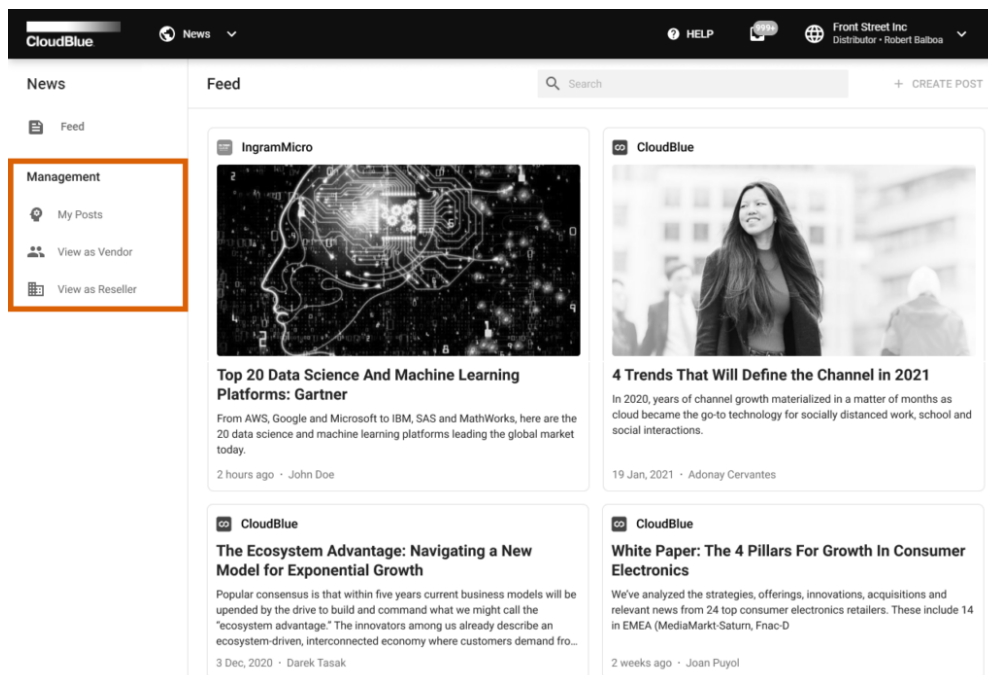 CloudBlue
News
HELP
999+
Front Street Inc
Distributor • Robert Balboa
News
Feed
Management
My Posts
View as Vendor
View as Reseller
Feed
Search
+ CREATE POST
IngramMicro
Top 20 Data Science And Machine Learning
Platforms: Gartner
From AWS, Google and Microsoft to IBM, SAS and MathWorks, here are the
20 data science and machine learning platforms leading the global market
today.
2 hours ago · John Doe
CloudBlue
4 Trends That Will Define the Channel in 2021
In 2020, years of channel growth materialized in a matter of months as
cloud became the go-to technology for socially distanced work, school and
social interactions.
19 Jan, 2021 · Adonay Cervantes
CloudBlue
The Ecosystem Advantage: Navigating a New
Model for Exponential Growth
Popular consensus is that within five years current business models will be
upended by the drive to build and command what we might call the
“ecosystem advantage.” The innovators among us already describe an
ecosystem-driven, interconnected economy where customers demand fro...
3 Dec, 2020 · Darek Tasak
CloudBlue
White Paper: The 4 Pillars For Growth In Consumer
Electronics
We’ve analyzed the strategies, offerings, innovations, acquisitions and
relevant news from 24 top consumer electronics retailers. These include 14
in EMEA (MediaMarkt-Saturn, Fnac-D
2 weeks ago · Joan Puyol